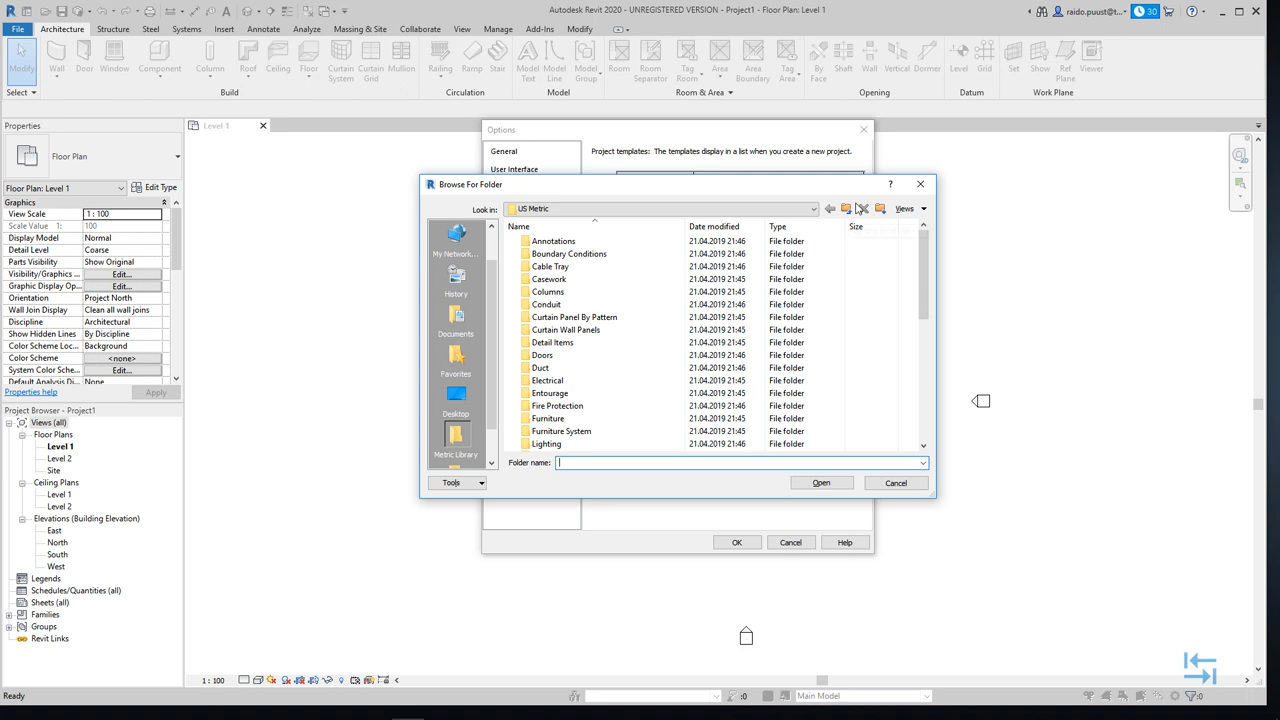 Autodesk Revit 2020 - UNREGISTERED VERSION - Project1 - Floor Plan: Level 1
raido.puust@t...
30
File Architecture Structure Steel Systems Insert Annotate Analyze Massing & Site Collaborate View Manage Add-Ins Modify
Modify Wall Door Window Component Column Roof Ceiling Floor Curtain System Curtain Grid Mullion Railing Ramp Stair Model Text Model Line Model Group Room Room Separator Tag Room Area Area Boundary Tag Area By Face Shaft Wall Vertical Dormer Level Grid Set Show Ref Plane Viewer
Select Build Circulation Model Room & Area Opening Datum Work Plane
Properties
Floor Plan
Floor Plan: Level 1 Edit Type
Graphics
View Scale 1 : 100
Scale Value 1: 100
Display Model Normal
Detail Level Coarse
Parts Visibility Show Original
Visibility/Graphics ... Edit...
Graphic Display Op... Edit...
Orientation Project North
Wall Join Display Clean all wall joins
Discipline Architectural
Show Hidden Lines By Discipline
Color Scheme Lo... Background
Color Scheme <none>
System Color Sche... Edit...
Default Analysis Di... None
Properties help Apply
Project Browser - Project1
Views (all)
Floor Plans
Level 1
Level 2
Site
Ceiling Plans
Level 1
Level 2
Elevations (Building Elevation)
East
North
South
West
Legends
Schedules/Quantities (all)
Sheets (all)
Families
Groups
Revit Links
Level 1
Options
General
User Interface
Project templates: The templates display in a list when you create a new project.
Browse For Folder
Look in: US Metric Views
My Network...
History
Documents
Favorites
Desktop
Metric Library
Name Date modified Type Size
Annotations 21.04.2019 21:46 File folder
Boundary Conditions 21.04.2019 21:46 File folder
Cable Tray 21.04.2019 21:46 File folder
Casework 21.04.2019 21:46 File folder
Columns 21.04.2019 21:45 File folder
Conduit 21.04.2019 21:46 File folder
Curtain Panel By Pattern 21.04.2019 21:46 File folder
Curtain Wall Panels 21.04.2019 21:45 File folder
Detail Items 21.04.2019 21:45 File folder
Doors 21.04.2019 21:45 File folder
Duct 21.04.2019 21:46 File folder
Electrical 21.04.2019 21:45 File folder
Entourage 21.04.2019 21:46 File folder
Fire Protection 21.04.2019 21:46 File folder
Furniture 21.04.2019 21:45 File folder
Furniture System 21.04.2019 21:45 File folder
Lighting 21.04.2019 21:46 File folder
Folder name:
Tools Open Cancel
OK Cancel Help
1 : 100
Ready :0 Main Model :0